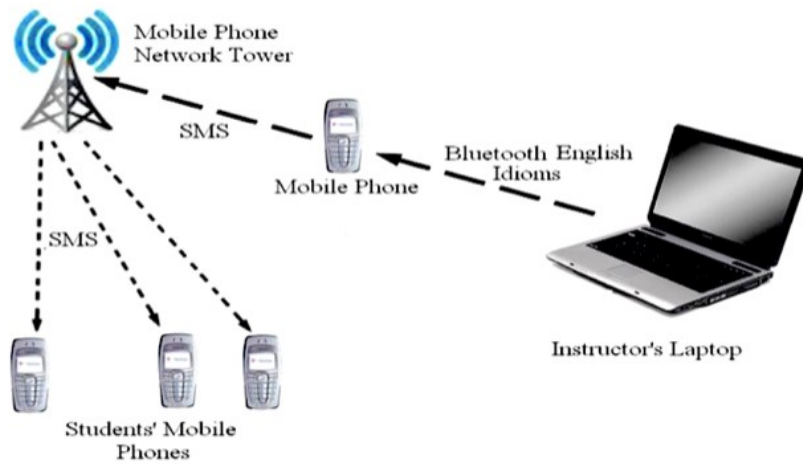 Mobile Phone
Network Tower
SMS
Mobile Phone
Bluetooth English
Idioms
SMS
Instructor's Laptop
Students' Mobile
Phones